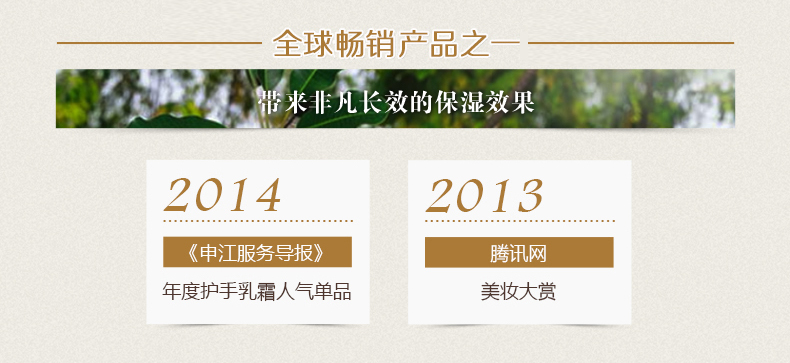 全球畅销产品之一
带来非凡长效的保湿效果
2014
《申江服务导报》
年度护手乳霜人气单品
2013
腾讯网
美妆大赏